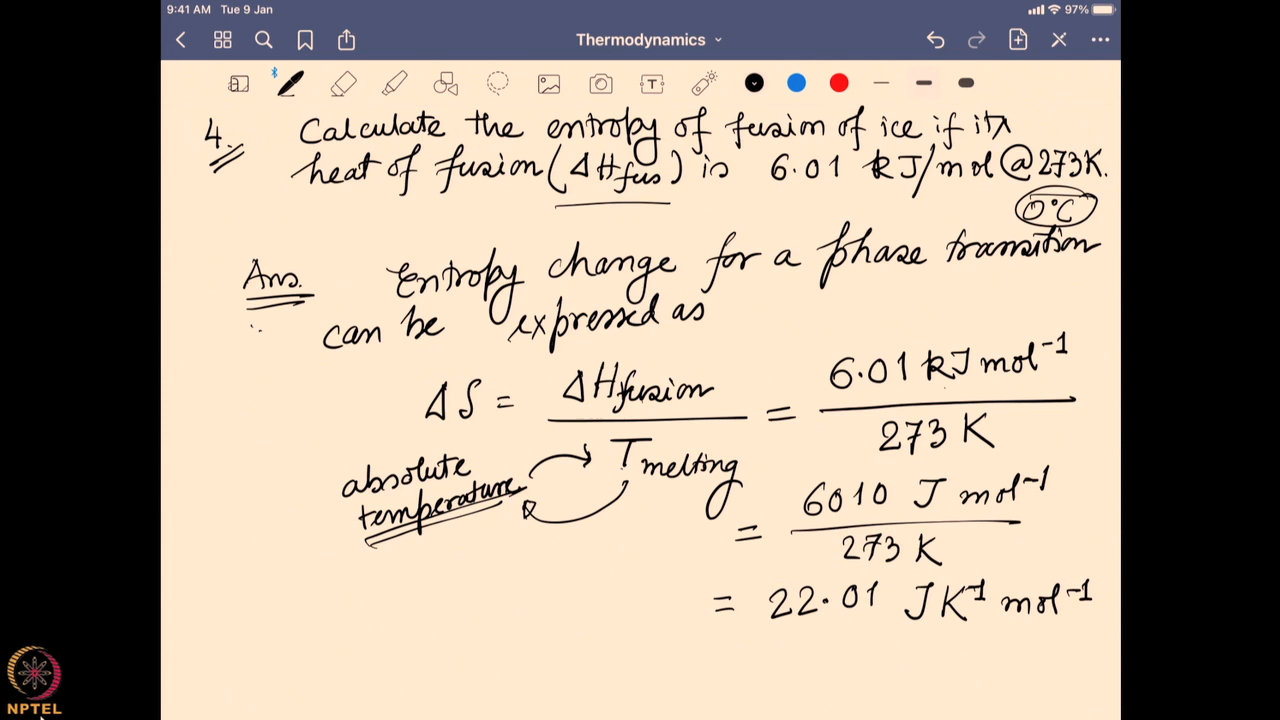 9:41 AM Tue 9 Jan
97%
Thermodynamics
T
4. Calculate the entropy of fusion of ice if its
heat of fusion (ΔHfus) is 6.01 kJ/mol @ 273K.
0°C
Ans. Entropy change for a phase transition
can be expressed as
ΔS = ΔHfusion / Tmelting = 6.01 kJ mol⁻¹ / 273 K
absolute
temperature
= 6010 J mol⁻¹ / 273 K
= 22.01 J K⁻¹ mol⁻¹
NPTEL